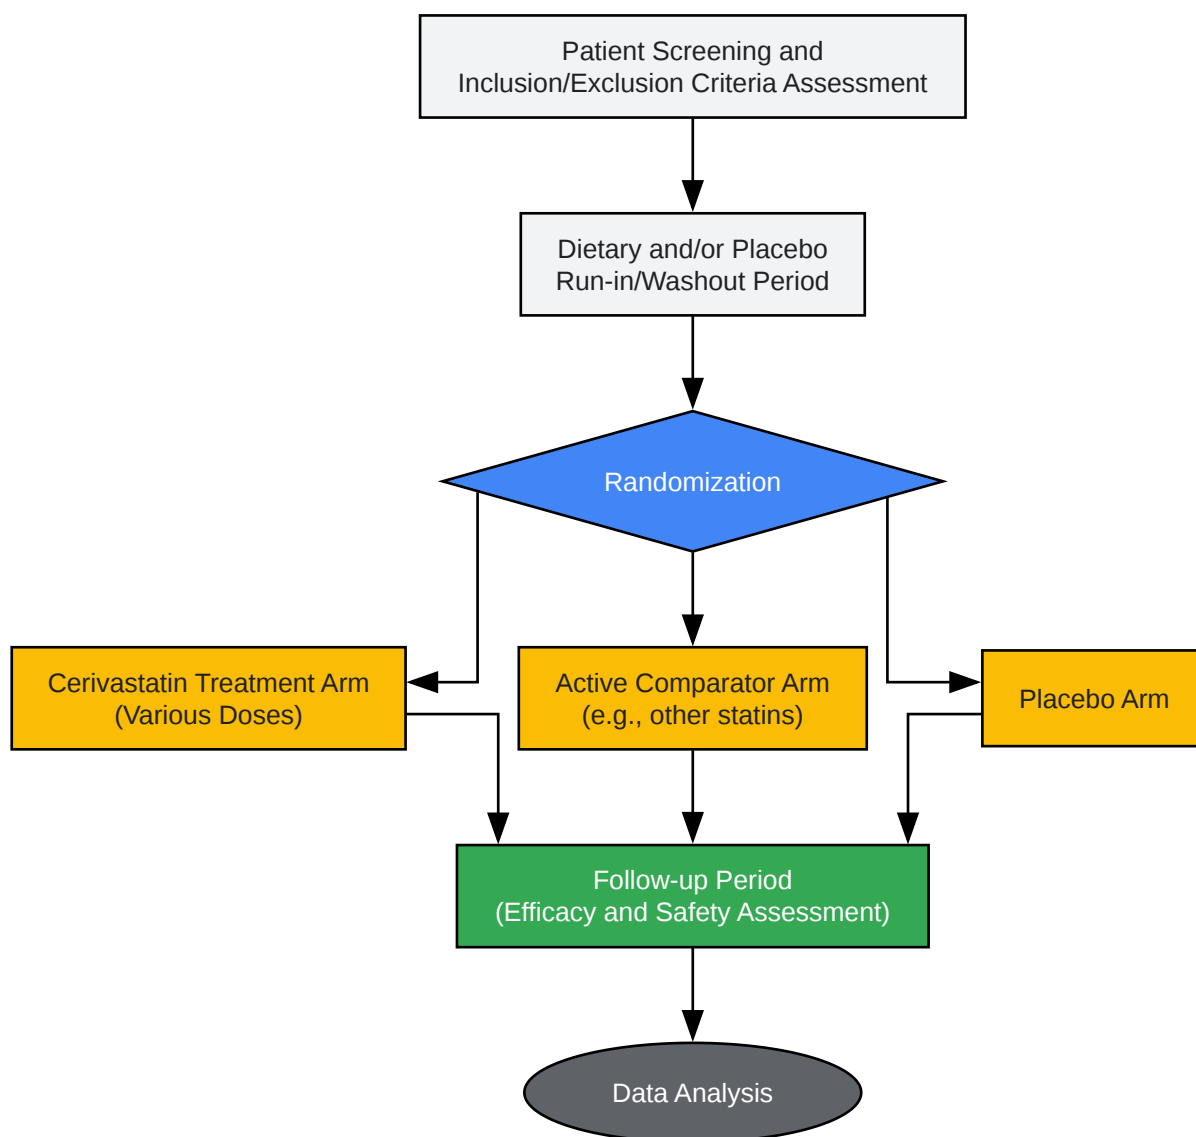 Patient Screening and
Inclusion/Exclusion Criteria Assessment
Dietary and/or Placebo
Run-in/Washout Period
Randomization
Cerivastatin Treatment Arm
(Various Doses)
Active Comparator Arm
(e.g., other statins)
Placebo Arm
Follow-up Period
(Efficacy and Safety Assessment)
Data Analysis